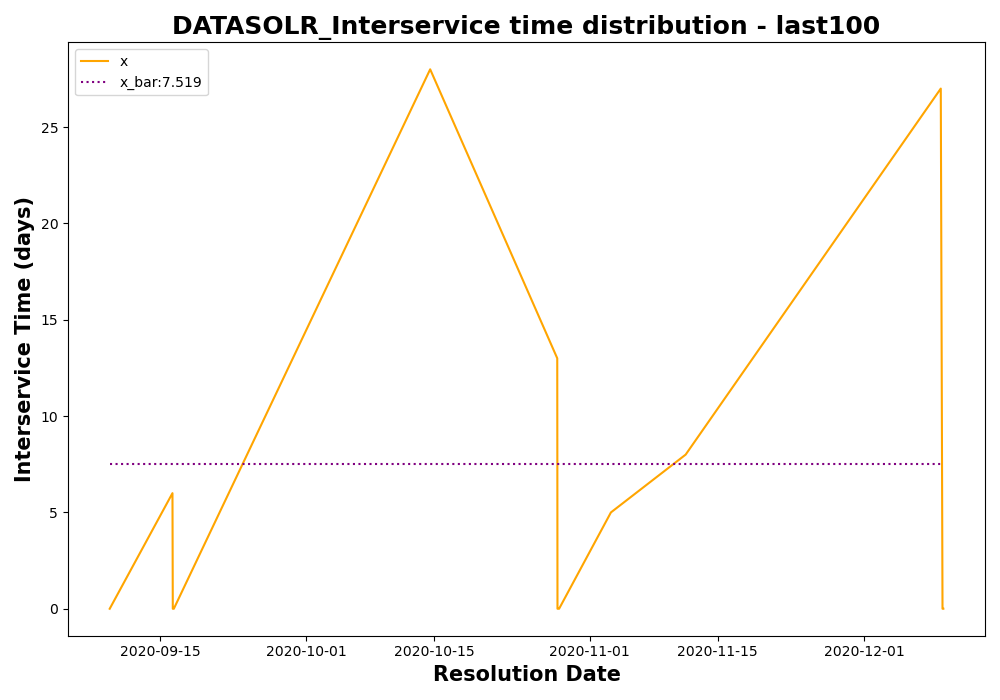 DATASOLR_Interservice time distribution - last100
x
x_bar:7.519
Interservice Time (days)
25
20
15
10
5
0
2020-09-15
2020-10-01
2020-10-15
2020-11-01
2020-11-15
2020-12-01
Resolution Date